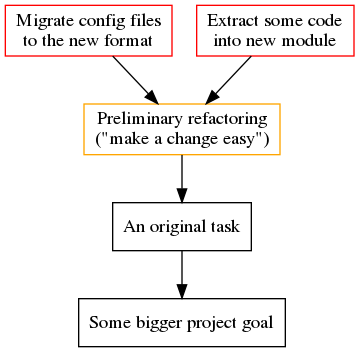 Migrate config files
to the new format
Extract some code
into new module
Preliminary refactoring
("make a change easy")
An original task
Some bigger project goal